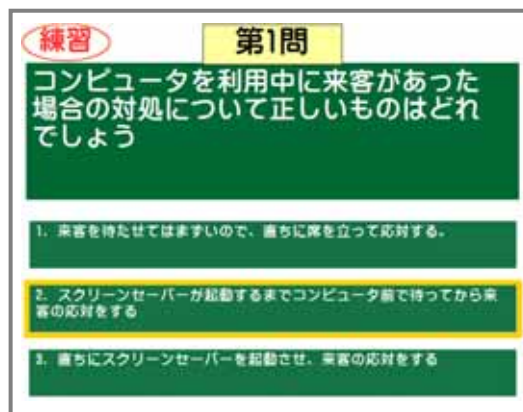 練習
第1問
コンピュータを利用中に来客があった
場合の対処について正しいものはどれ
でしょう
1. 来客を待たせてはまずいので、直ちに席を立って応対する。
2. スクリーンセーバーが起動するまでコンピュータ前で待ってから来
客の応対をする
3. 直ちにスクリーンセーバーを起動させ、来客の応対をする